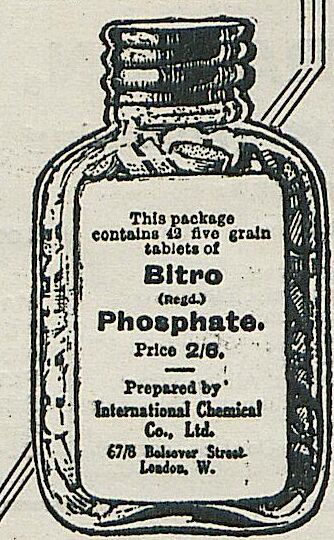 This package
contains 42 five grain
tablets of
Bitro
(Regd.)
Phosphate.
Price 2/6.
Prepared by
International Chemical
Co., Ltd.
67/8 Bolsover Street
London, W.